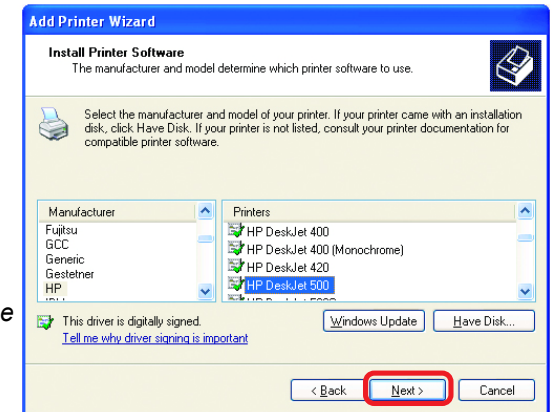 Add Printer Wizard
Install Printer Software
The manufacturer and model determine which printer software to use.
Select the manufacturer and model of your printer. If your printer came with an installation
disk, click Have Disk. If your printer is not listed, consult your printer documentation for
compatible printer software.
Manufacturer
Fujitsu
GCC
Generic
Gestetner
HP
Printers
HP DeskJet 400
HP DeskJet 400 (Monochrome)
HP DeskJet 420
HP DeskJet 500
e
This driver is digitally signed.
Tell me why driver signing is important
Windows Update
Have Disk...
< Back
Next >
Cancel